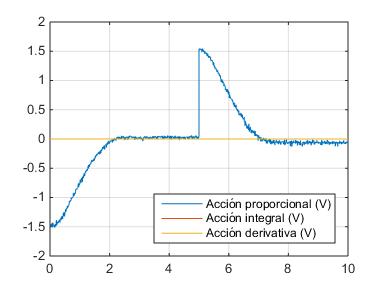 2
1.5
1
0.5
0
-0.5
-1
-1.5
-2
Acción proporcional (V)
Acción integral (V)
Acción derivativa (V)
0 2 4 6 8 10